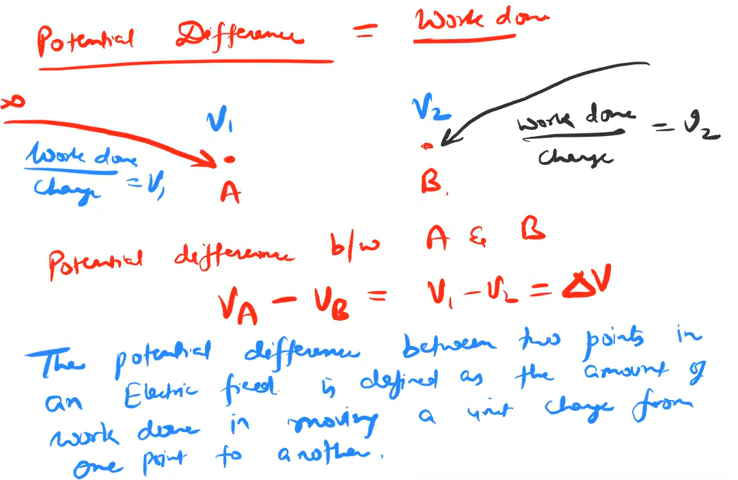 Potential Difference = Work done
∞
V1
V2
Work done
Charge = V1
A
B
work done
Charge = V2
Potential difference b/w A & B
VA - VB = V1 - V2 = ΔV
The potential difference between two points in
an Electric field is defined as the amount of
work done in moving a unit charge from
one point to another.